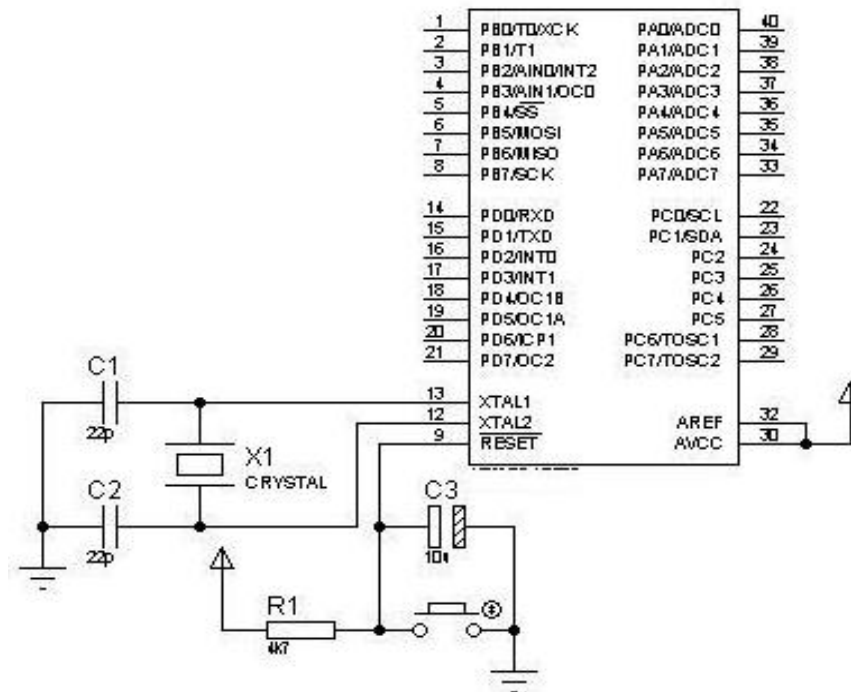 1 PB0/T0/XCK PA0/ADC0 40
2 PB1/T1 PA1/ADC1 39
3 PB2/AIN0/INT2 PA2/ADC2 38
4 PB3/AIN1/OC0 PA3/ADC3 37
5 PB4/SS PA4/ADC4 36
6 PB5/MOSI PA5/ADC5 35
7 PB6/MISO PA6/ADC6 34
8 PB7/SCK PA7/ADC7 33
14 PD0/RXD PC0/SCL 22
15 PD1/TXD PC1/SDA 23
16 PD2/INT0 PC2 24
17 PD3/INT1 PC3 25
18 PD4/OC1B PC4 26
19 PD5/OC1A PC5 27
20 PD6/ICP1 PC6/TOSC1 28
21 PD7/OC2 PC7/TOSC2 29
13 XTAL1
12 XTAL2 AREF 32
9 RESET AVCC 30
C1
22p
X1
CRYSTAL
C2
22p
C3
10u
R1
4k7